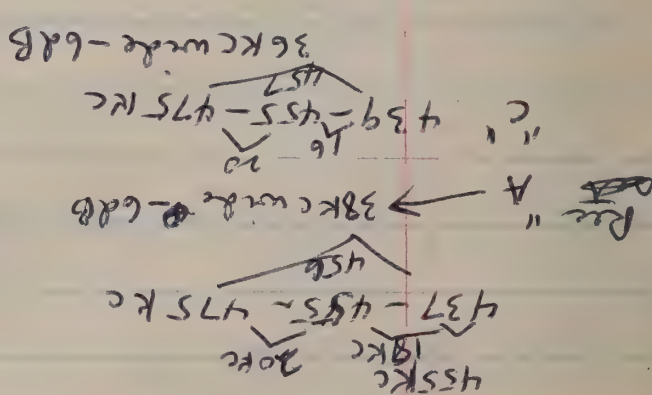 455KC
18KC 20KC
437 - 455 - 475 KC
456
Rec "A 38KC wide - 6dB
16 20
"C" 439 - 455 - 475 KC
457
36KC wide - 6dB